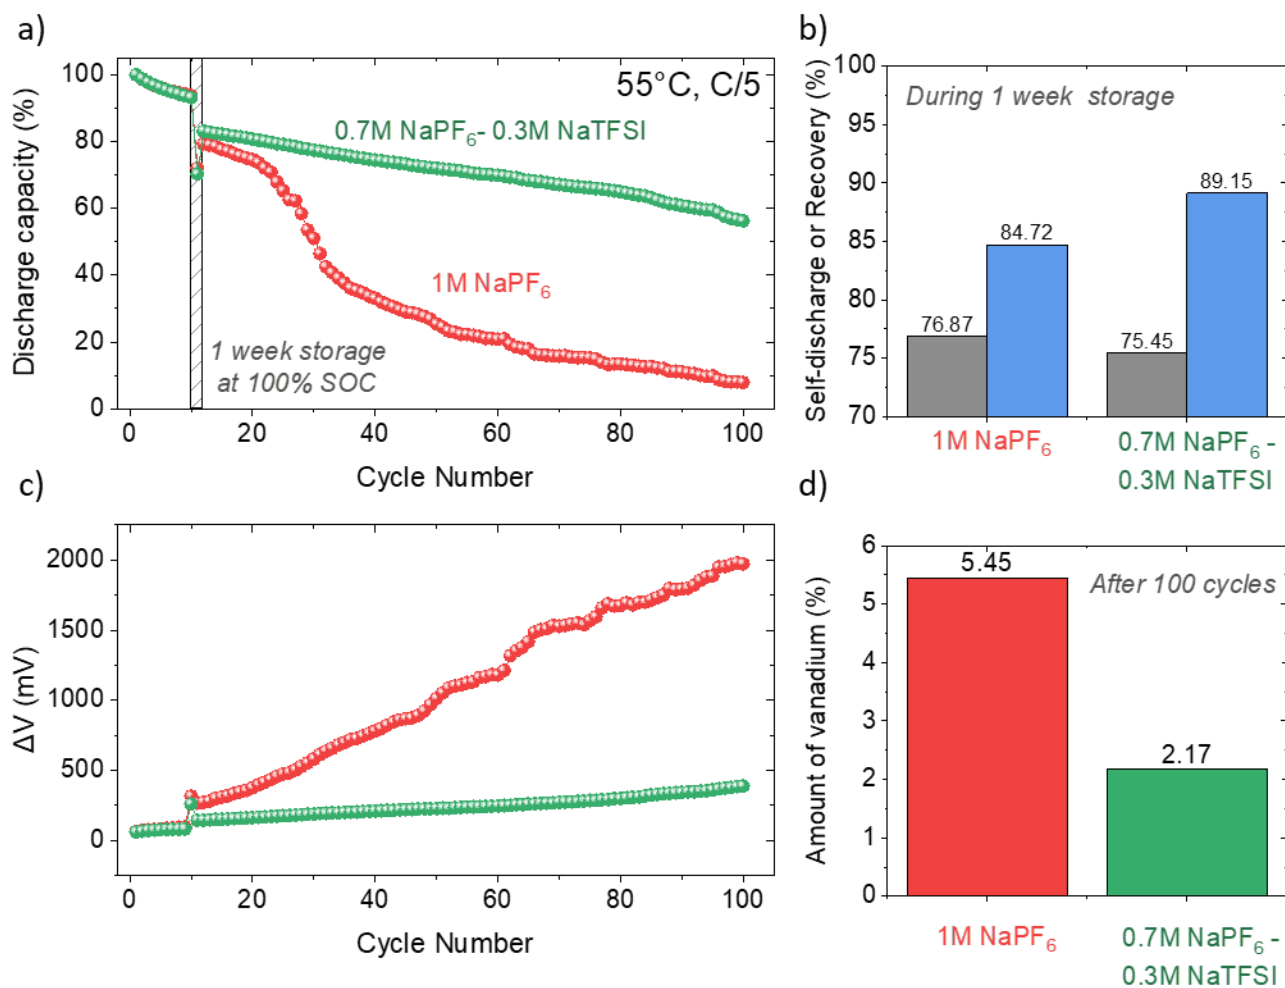 a)
Discharge capacity (%)
100
80
60
40
20
0
55°C, C/5
0.7M NaPF₆- 0.3M NaTFSI
1M NaPF₆
1 week storage
at 100% SOC
0 20 40 60 80 100
Cycle Number
b)
Self-discharge or Recovery (%)
100
95
90
85
80
75
70
During 1 week storage
76.87
84.72
75.45
89.15
1M NaPF₆
0.7M NaPF₆ -
0.3M NaTFSI
c)
ΔV (mV)
2000
1500
1000
500
0
0 20 40 60 80 100
Cycle Number
d)
Amount of vanadium (%)
6
5
4
3
2
1
0
5.45
After 100 cycles
2.17
1M NaPF₆
0.7M NaPF₆ -
0.3M NaTFSI